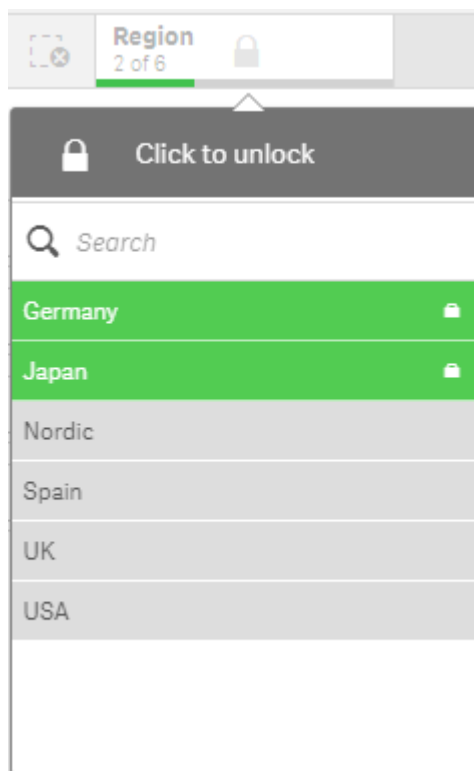 Region
2 of 6
Click to unlock
Search
Germany
Japan
Nordic
Spain
UK
USA